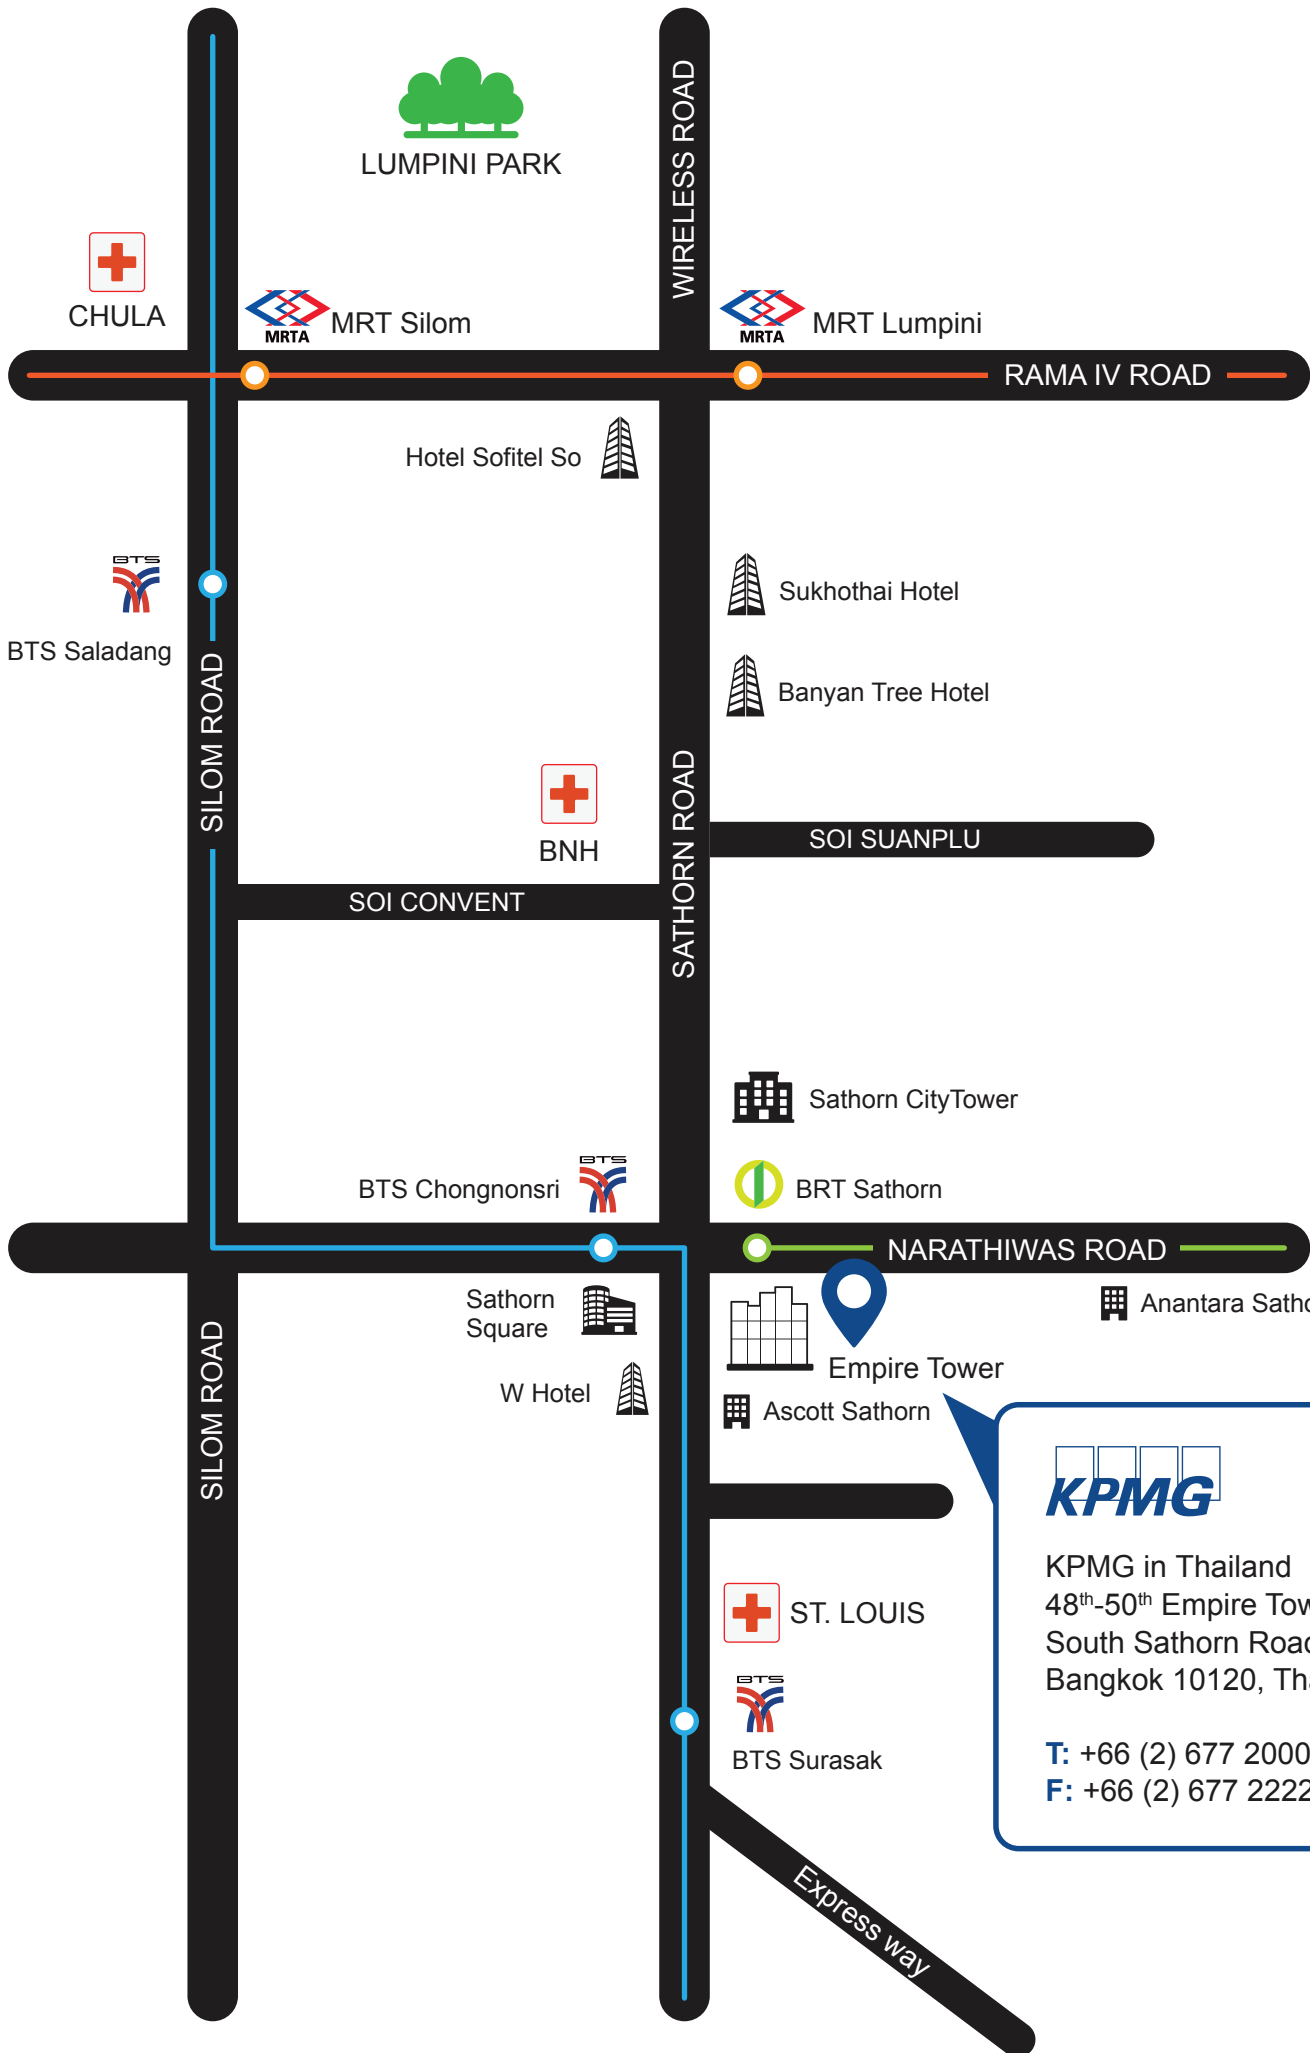 WIRELESS ROAD
LUMPINI PARK
CHULA
MRTA
MRT Silom
MRTA
MRT Lumpini
RAMA IV ROAD
Hotel Sofitel So
BTS
BTS Saladang
Sukhothai Hotel
SILOM ROAD
Banyan Tree Hotel
SATHORN ROAD
BNH
SOI SUANPLU
SOI CONVENT
Sathorn CityTower
BTS
BTS Chongnonsri
BRT Sathorn
NARATHIWAS ROAD
Sathorn
Square
Anantara Satho
Empire Tower
SILOM ROAD
W Hotel
Ascott Sathorn
KPMG
KPMG in Thailand
48th-50th Empire Tow
South Sathorn Road
Bangkok 10120, Tha
T: +66 (2) 677 2000
F: +66 (2) 677 2222
ST. LOUIS
BTS
BTS Surasak
Express way